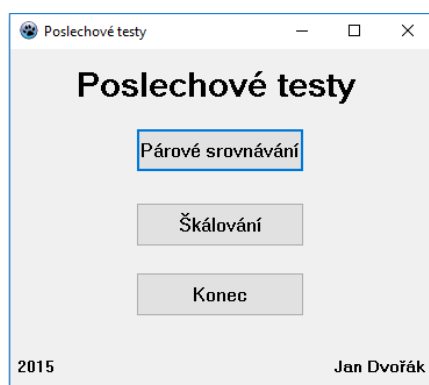 Poslechové testy
Poslechové testy
Párové srovnávání
Škálování
Konec
2015 Jan Dvořák